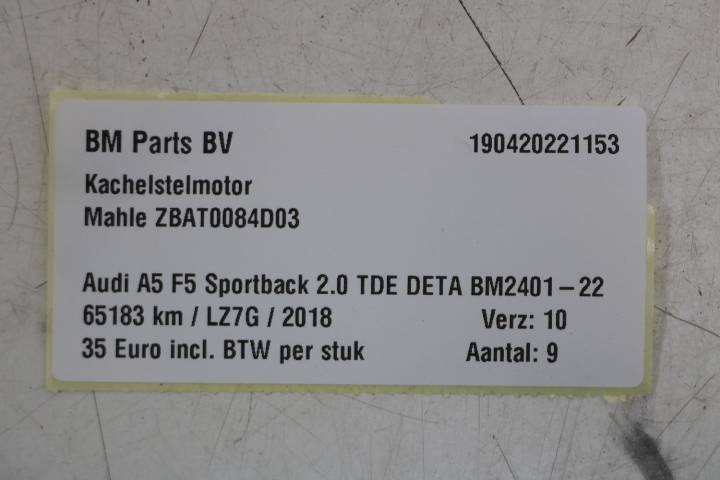 BM Parts BV 190420221153
Kachelstelmotor
Mahle ZBAT0084D03
Audi A5 F5 Sportback 2.0 TDE DETA BM2401-22
65183 km / LZ7G / 2018 Verz: 10
35 Euro incl. BTW per stuk Aantal: 9